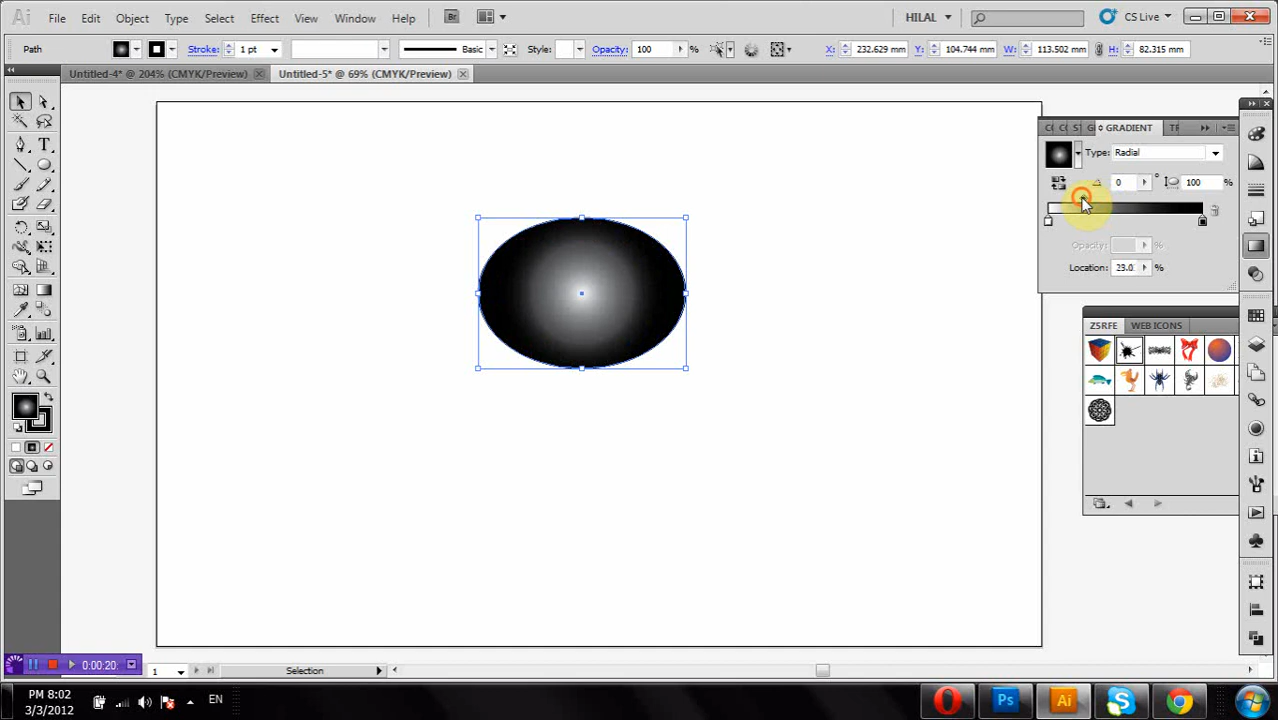 Ai File Edit Object Type Select Effect View Window Help Br HILAL CS Live
Path Stroke: 1 pt Basic Style: Opacity: 100 % X: 232.629 mm Y: 104.744 mm W: 113.502 mm H: 82.315 mm
Untitled-4* @ 204% (CMYK/Preview) Untitled-5* @ 69% (CMYK/Preview)
GRADIENT
Type: Radial
0 ° 100 %
Opacity: %
Location: 23.0 %
Z5RFE WEB ICONS
0:00:20 1 Selection
PM 8:02
3/3/2012
EN
Ps Ai